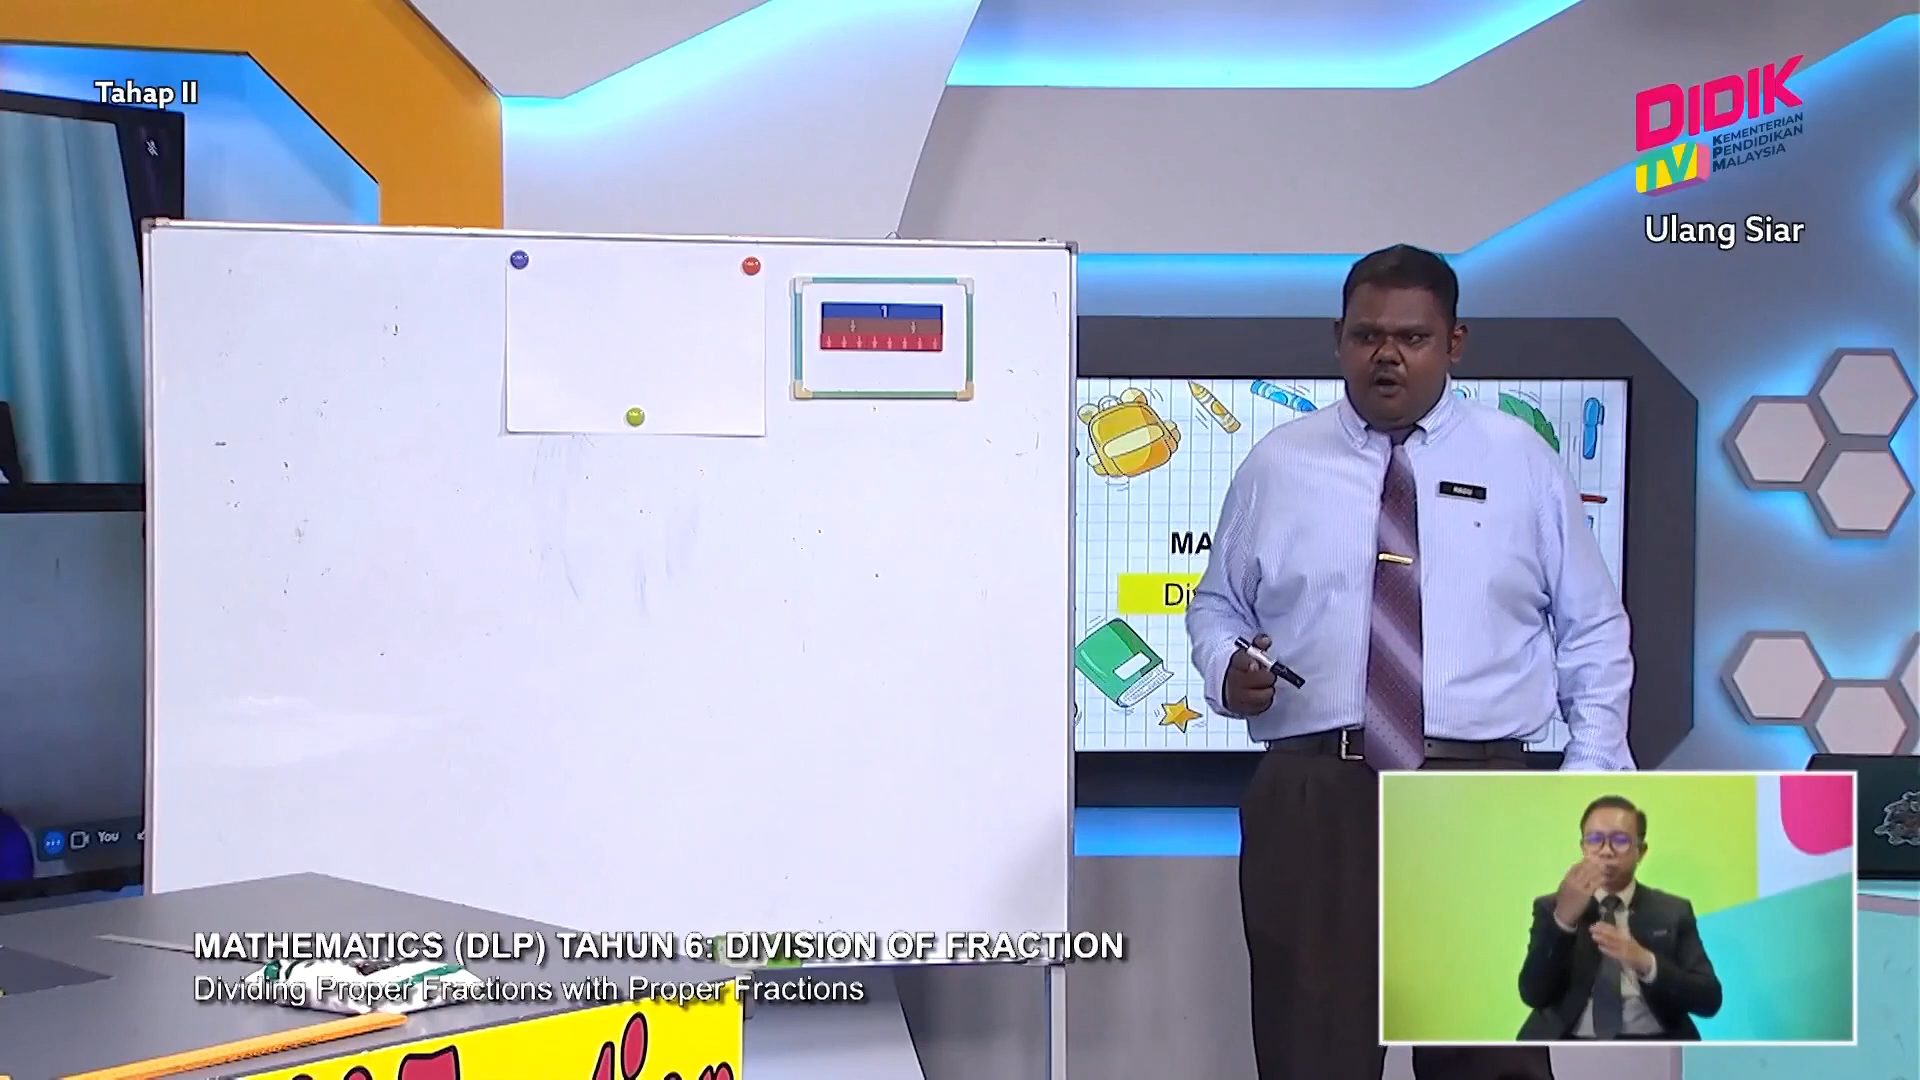 Tahap II
DIDIK
TV
KEMENTERIAN
PENDIDIKAN
MALAYSIA
Ulang Siar
1
RAGU
MA
Di
You
MATHEMATICS (DLP) TAHUN 6: DIVISION OF FRACTION
Dividing Proper Fractions with Proper Fractions